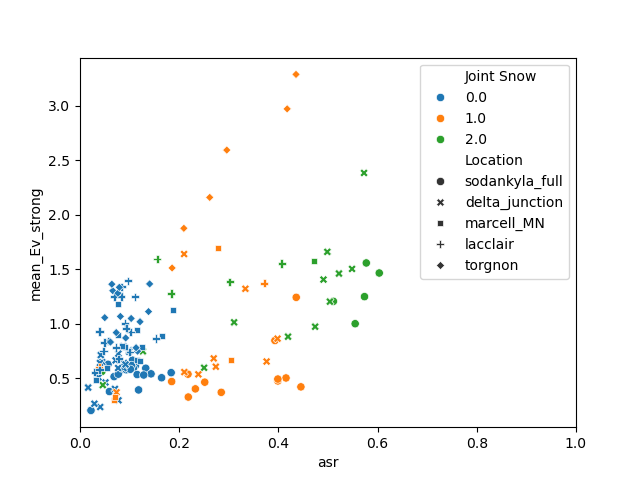 Joint Snow
0.0
1.0
2.0
Location
sodankyla_full
delta_junction
marcell_MN
lacclair
torgnon
3.0
2.5
2.0
1.5
1.0
0.5
mean_Ev_strong
0.0 0.2 0.4 0.6 0.8 1.0
asr